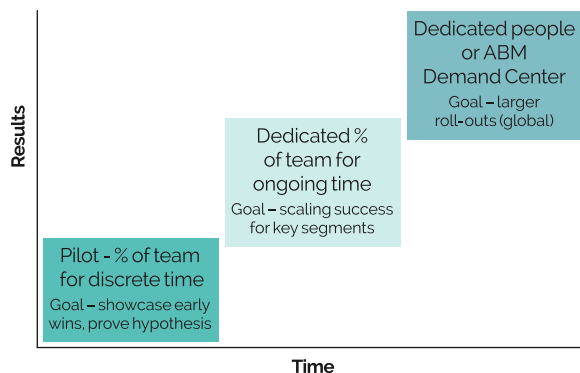 Dedicated people
or ABM
Demand Center
Goal – larger
roll-outs (global)
Results
Dedicated %
of team for
ongoing time
Goal – scaling success
for key segments
Pilot - % of team
for discrete time
Goal – showcase early
wins, prove hypothesis
Time